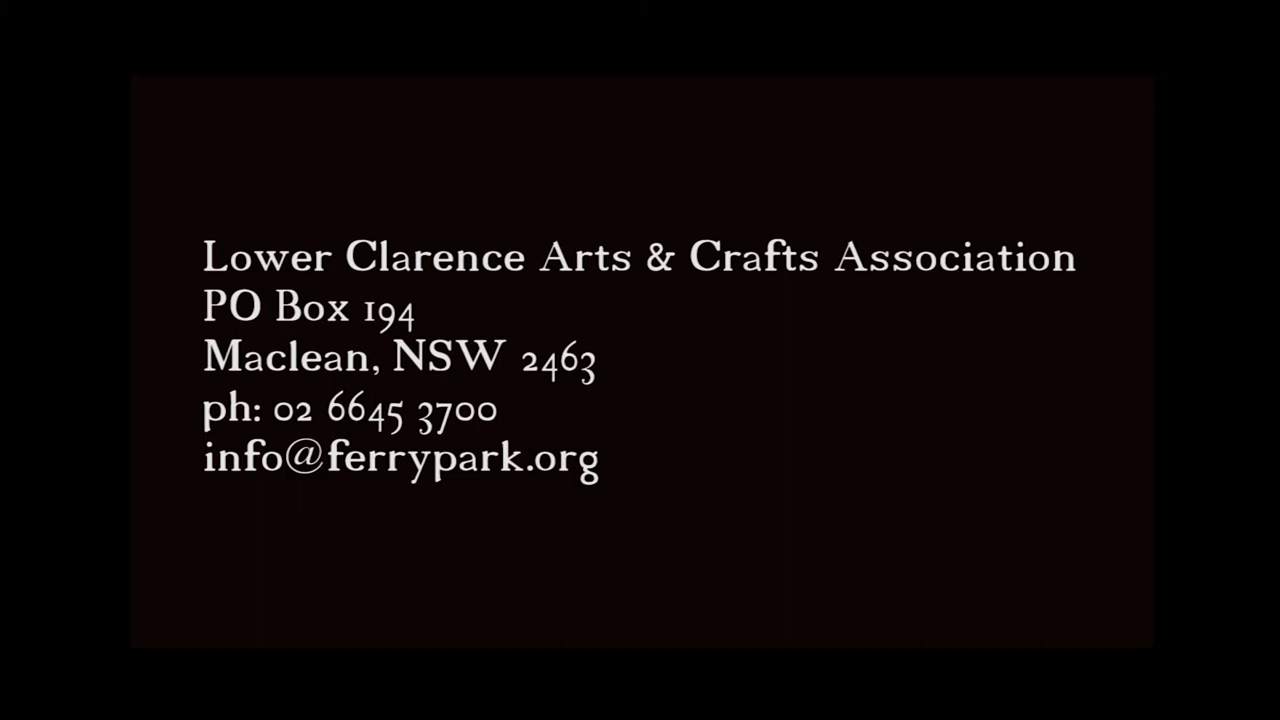 Lower Clarence Arts & Crafts Association
PO Box 194
Maclean, NSW 2463
ph: 02 6645 3700
info@ferrypark.org